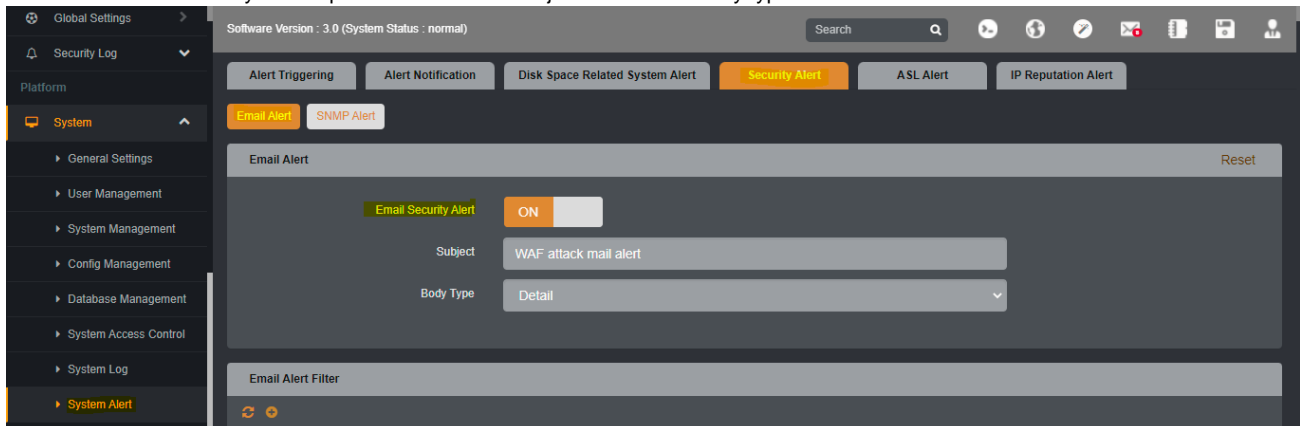 Global Settings
Software Version : 3.0 (System Status : normal)
Search
Security Log
Alert Triggering
Alert Notification
Disk Space Related System Alert
Security Alert
ASL Alert
IP Reputation Alert
Platform
System
Email Alert
SNMP Alert
General Settings
Email Alert
Reset
User Management
Email Security Alert
ON
System Management
Subject
WAF attack mail alert
Config Management
Body Type
Detail
Database Management
System Access Control
System Log
Email Alert Filter
System Alert